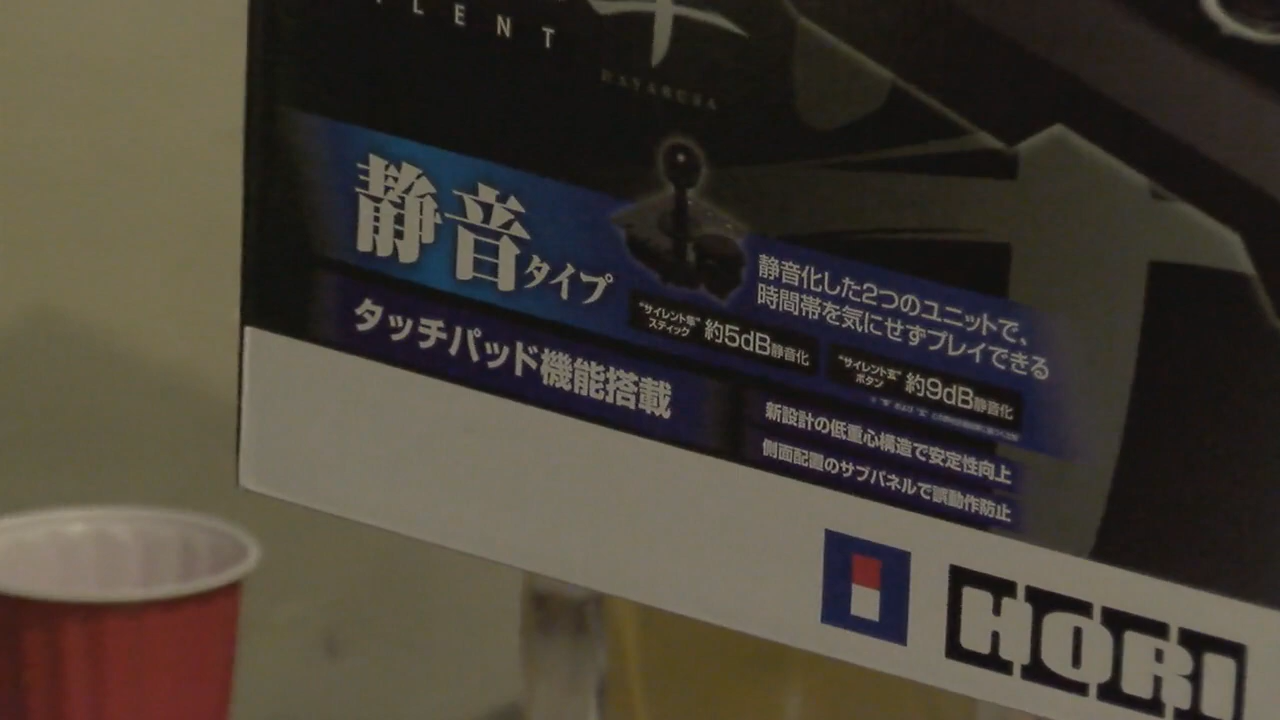 ILENT
HAYABUSA
静音タイプ
静音化した2つのユニットで、
時間帯を気にせずプレイできる
"サイレント隼"
スティック 約5dB静音化
"サイレント玄"
ボタン 約9dB静音化
タッチパッド機能搭載
新設計の低重心構造で安定性向上
側面配置のサブパネルで誤動作防止
HORI